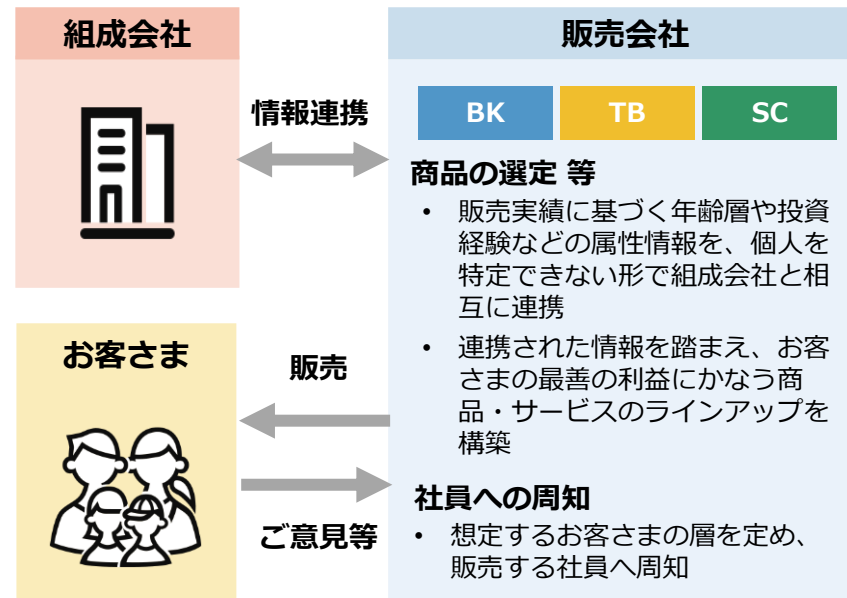 組成会社
情報連携
お客さま
販売
ご意見等
販売会社
BK
TB
SC
商品の選定 等
• 販売実績に基づく年齢層や投資
経験などの属性情報を、個人を
特定できない形で組成会社と相
互に連携
• 連携された情報を踏まえ、お客
さまの最善の利益にかなう商
品・サービスのラインアップを
構築
社員への周知
• 想定するお客さまの層を定め、
販売する社員へ周知